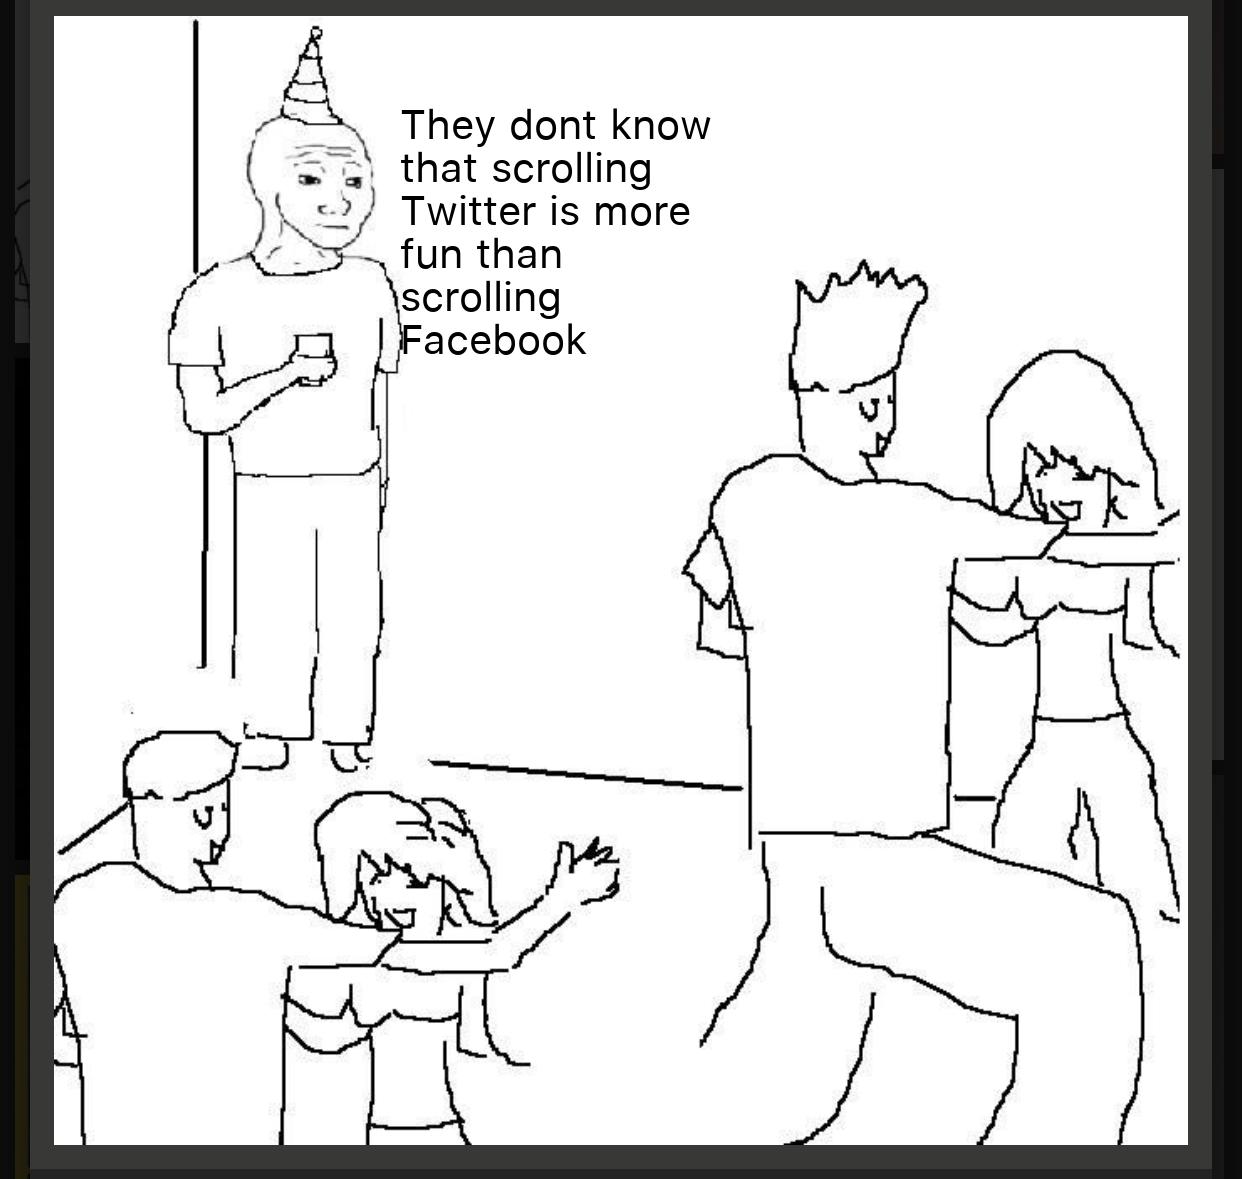 They dont know
that scrolling
Twitter is more
fun than
scrolling
Facebook